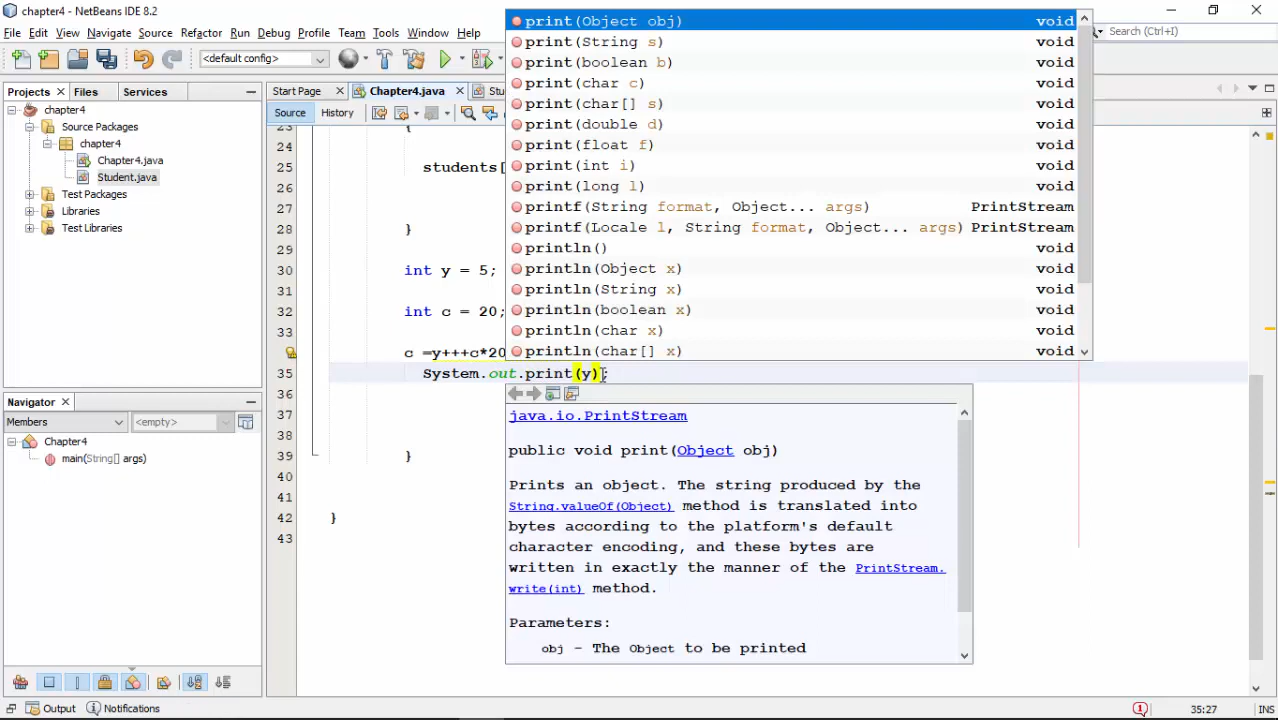 chapter4 - NetBeans IDE 8.2
File Edit View Navigate Source Refactor Run Debug Profile Team Tools Window Help
Search (Ctrl+I)
<default config>
Projects Files Services
Start Page Chapter4.java Stu
Source History
chapter4
Source Packages
chapter4
Chapter4.java
Student.java
Test Packages
Libraries
Test Libraries
Navigator
Members <empty>
Chapter4
main(String[] args)
23 {
24
25 students[
26
27
28 }
29
30 int y = 5;
31
32 int c = 20;
33
c =y+++c*20
35 System.out.print(y);
36
37
38
39 }
40
41
42 }
43
print(Object obj) void
print(String s) void
print(boolean b) void
print(char c) void
print(char[] s) void
print(double d) void
print(float f) void
print(int i) void
print(long l) void
printf(String format, Object... args) PrintStream
printf(Locale l, String format, Object... args) PrintStream
println() void
println(Object x) void
println(String x) void
println(boolean x) void
println(char x) void
println(char[] x) void
java.io.PrintStream
public void print(Object obj)
Prints an object. The string produced by the
String.valueOf(Object) method is translated into
bytes according to the platform's default
character encoding, and these bytes are
written in exactly the manner of the PrintStream.
write(int) method.
Parameters:
obj - The Object to be printed
Output Notifications
35:27 INS